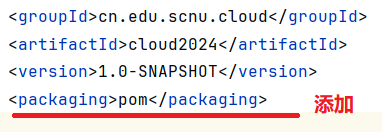 <groupId>cn.edu.scnu.cloud</groupId>
<artifactId>cloud2024</artifactId>
<version>1.0-SNAPSHOT</version>
<packaging>pom</packaging>
添加